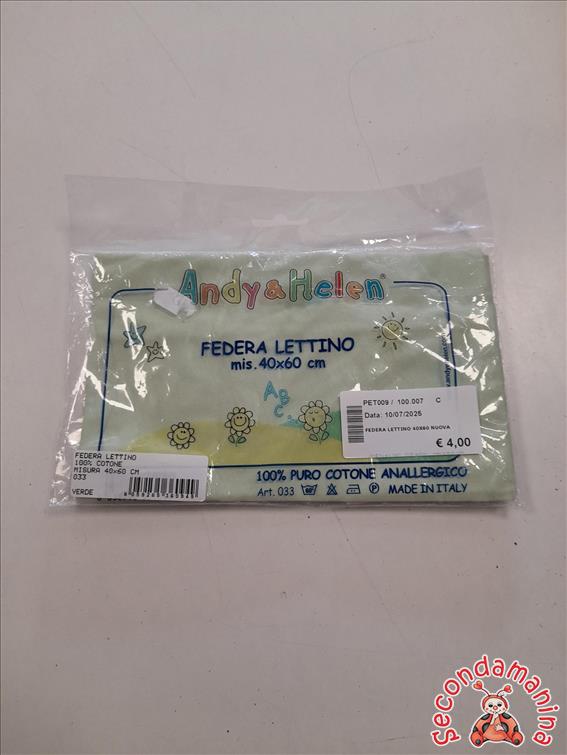 Andy & Helen®
FEDERA LETTINO
mis. 40x60 cm
A B C
PET009 / 100.007 C
Data: 10/07/2025
FEDERA LETTINO 40X60 NUOVA
€ 4,00
FEDERA LETTINO
100% COTONE
MISURA 40x60 CM
033
VERDE
100% PURO COTONE ANALLERGICO
Art. 033 MADE IN ITALY
secondamanina